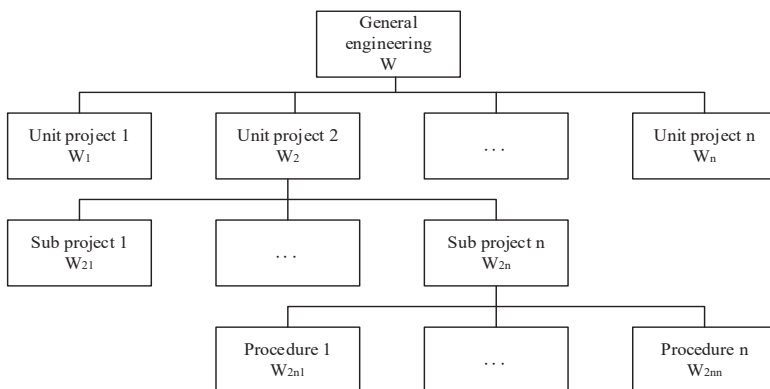 General
engineering
W
Unit project 1
W₁
Unit project 2
W₂
...
Unit project n
Wₙ
Sub project 1
W₂₁
...
Sub project n
W₂ₙ
Procedure 1
W₂ₙ₁
...
Procedure n
W₂ₙₙ